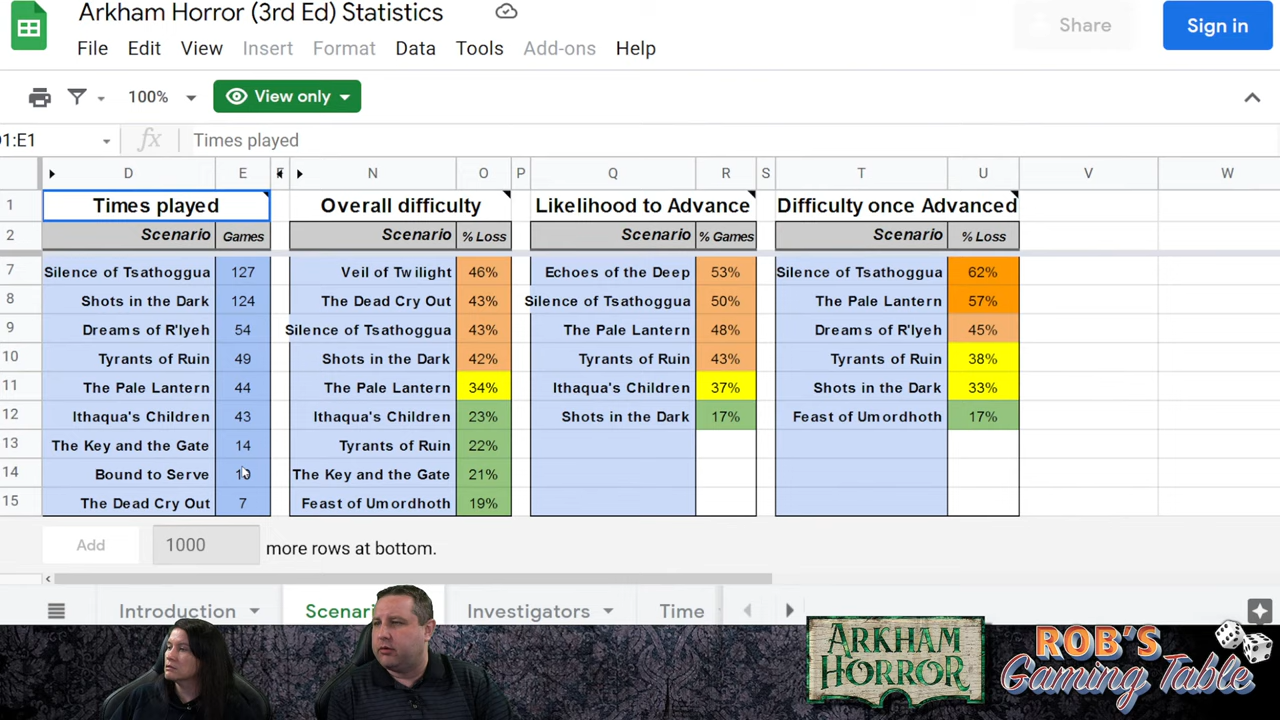 Arkham Horror (3rd Ed) Statistics
Share
Sign in
File Edit View Insert Format Data Tools Add-ons Help
100% View only
01:E1 fx Times played
D E F N O P Q R S T U V W
1 Times played Overall difficulty Likelihood to Advance Difficulty once Advanced
2 Scenario Games Scenario % Loss Scenario % Games Scenario % Loss
7 Silence of Tsathoggua 127 Veil of Twilight 46% Echoes of the Deep 53% Silence of Tsathoggua 62%
8 Shots in the Dark 124 The Dead Cry Out 43% Silence of Tsathoggua 50% The Pale Lantern 57%
9 Dreams of R'lyeh 54 Silence of Tsathoggua 43% The Pale Lantern 48% Dreams of R'lyeh 45%
10 Tyrants of Ruin 49 Shots in the Dark 42% Tyrants of Ruin 43% Tyrants of Ruin 38%
11 The Pale Lantern 44 The Pale Lantern 34% Ithaqua's Children 37% Shots in the Dark 33%
12 Ithaqua's Children 43 Ithaqua's Children 23% Shots in the Dark 17% Feast of Umordhoth 17%
13 The Key and the Gate 14 Tyrants of Ruin 22%
14 Bound to Serve The Key and the Gate 21%
15 The Dead Cry Out 7 Feast of Umordhoth 19%
Add 1000 more rows at bottom.
Introduction Scenari Investigators Time
ARKHAM HORROR
ROB'S Gaming Table